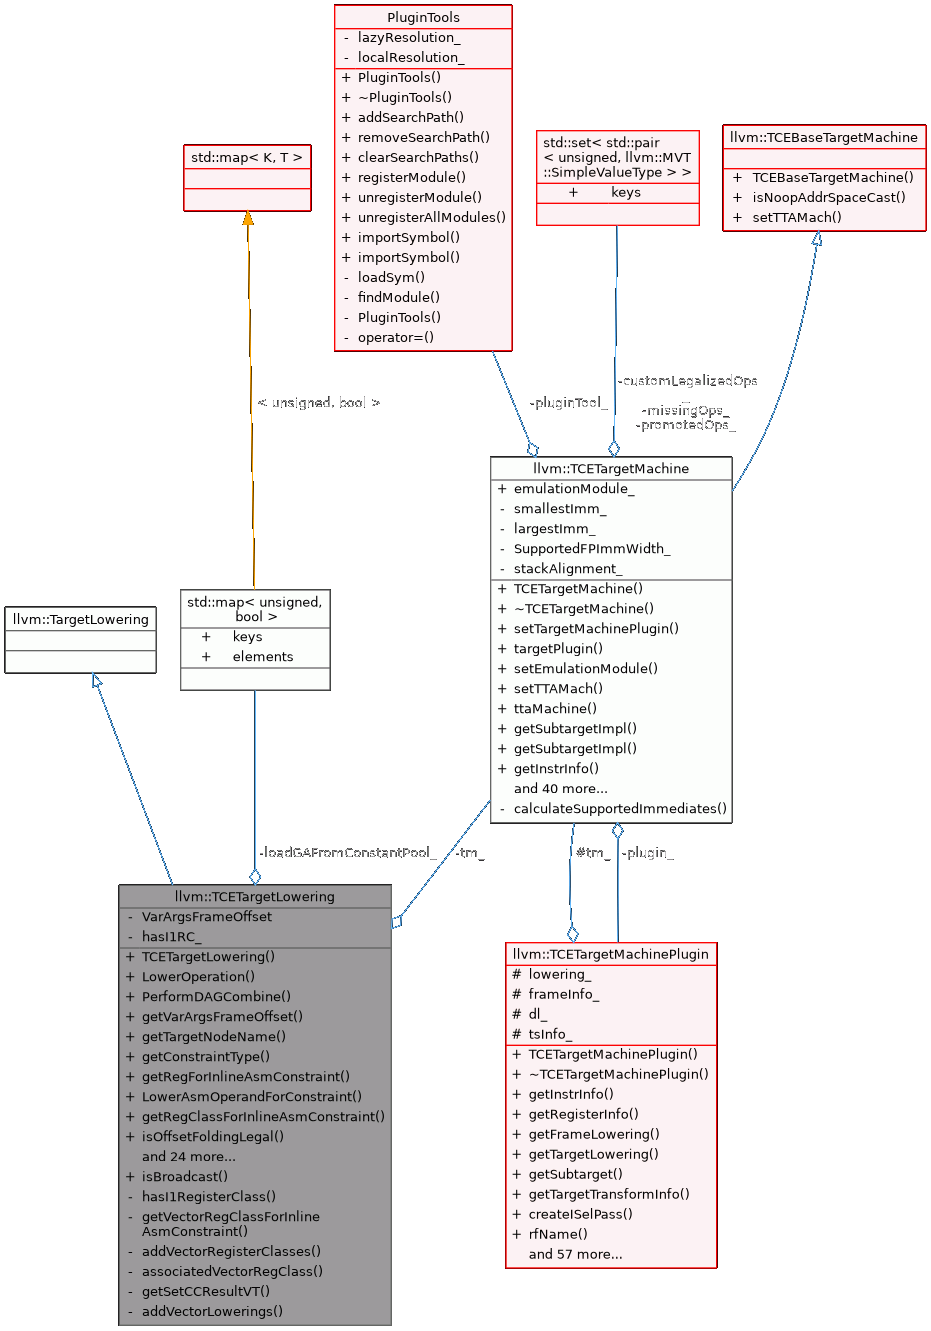 PluginTools
- lazyResolution_
- localResolution_
+ PluginTools()
+ ~PluginTools()
+ addSearchPath()
+ removeSearchPath()
+ clearSearchPaths()
+ registerModule()
+ unregisterModule()
+ unregisterAllModules()
+ importSymbol()
+ importSymbol()
- loadSym()
- findModule()
- PluginTools()
- operator=()
std::map< K, T >
std::set< std::pair
< unsigned, llvm::MVT
::SimpleValueType > >
+ keys
llvm::TCEBaseTargetMachine
+ TCEBaseTargetMachine()
+ isNoopAddrSpaceCast()
+ setTTAMach()
< unsigned, bool >
-pluginTool_
-customLegalizedOps
_
-missingOps_
-promotedOps_
llvm::TCETargetMachine
+ emulationModule_
- smallestImm_
- largestImm_
- SupportedFPImmWidth_
- stackAlignment_
+ TCETargetMachine()
+ ~TCETargetMachine()
+ setTargetMachinePlugin()
+ targetPlugin()
+ setEmulationModule()
+ setTTAMach()
+ ttaMachine()
+ getSubtargetImpl()
+ getSubtargetImpl()
+ getInstrInfo()
and 40 more...
- calculateSupportedImmediates()
llvm::TargetLowering
std::map< unsigned,
bool >
+ keys
+ elements
-loadGAFromConstantPool_
-tm_
#tm_
-plugin_
llvm::TCETargetLowering
- VarArgsFrameOffset
- hasI1RC_
+ TCETargetLowering()
+ LowerOperation()
+ PerformDAGCombine()
+ getVarArgsFrameOffset()
+ getTargetNodeName()
+ getConstraintType()
+ getRegForInlineAsmConstraint()
+ LowerAsmOperandForConstraint()
+ getRegClassForInlineAsmConstraint()
+ isOffsetFoldingLegal()
and 24 more...
+ isBroadcast()
- hasI1RegisterClass()
- getVectorRegClassForInline
AsmConstraint()
- addVectorRegisterClasses()
- associatedVectorRegClass()
- getSetCCResultVT()
- addVectorLowerings()
llvm::TCETargetMachinePlugin
# lowering_
# frameInfo_
# dl_
# tsInfo_
+ TCETargetMachinePlugin()
+ ~TCETargetMachinePlugin()
+ getInstrInfo()
+ getRegisterInfo()
+ getFrameLowering()
+ getTargetLowering()
+ getSubtarget()
+ getTargetTransformInfo()
+ createISelPass()
+ rfName()
and 57 more...